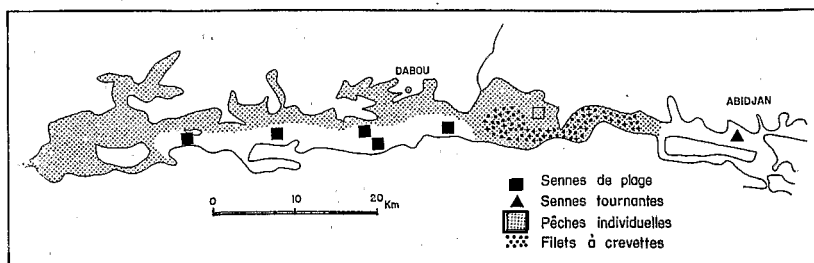 DABOU
ABIDJAN
Sennes de plage
Sennes tournantes
Pêches individuelles
Filets à crevettes
0 10 20 Km